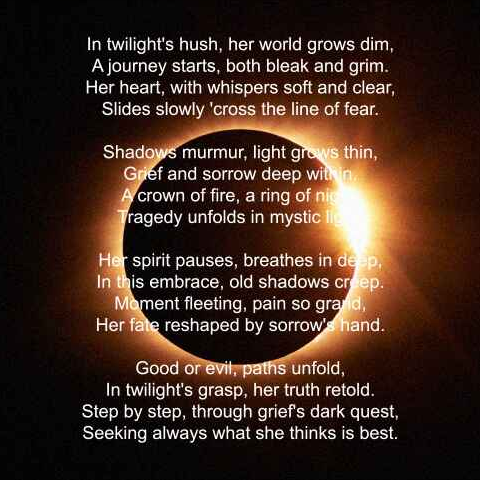 In twilight's hush, her world grows dim,
A journey starts, both bleak and grim.
Her heart, with whispers soft and clear,
Slides slowly 'cross the line of fear.
Shadows murmur, light grows thin,
Grief and sorrow deep within.
A crown of fire, a ring of
Tragedy unfolds in mystic
Her spirit pauses, breathes in deep,
In this embrace, old shadows creep.
Moment fleeting, pain so grand,
Her fate reshaped by sorrow's hand.
Good or evil, paths unfold,
In twilight's grasp, her truth retold.
Step by step, through grief's dark quest,
Seeking always what she thinks is best.